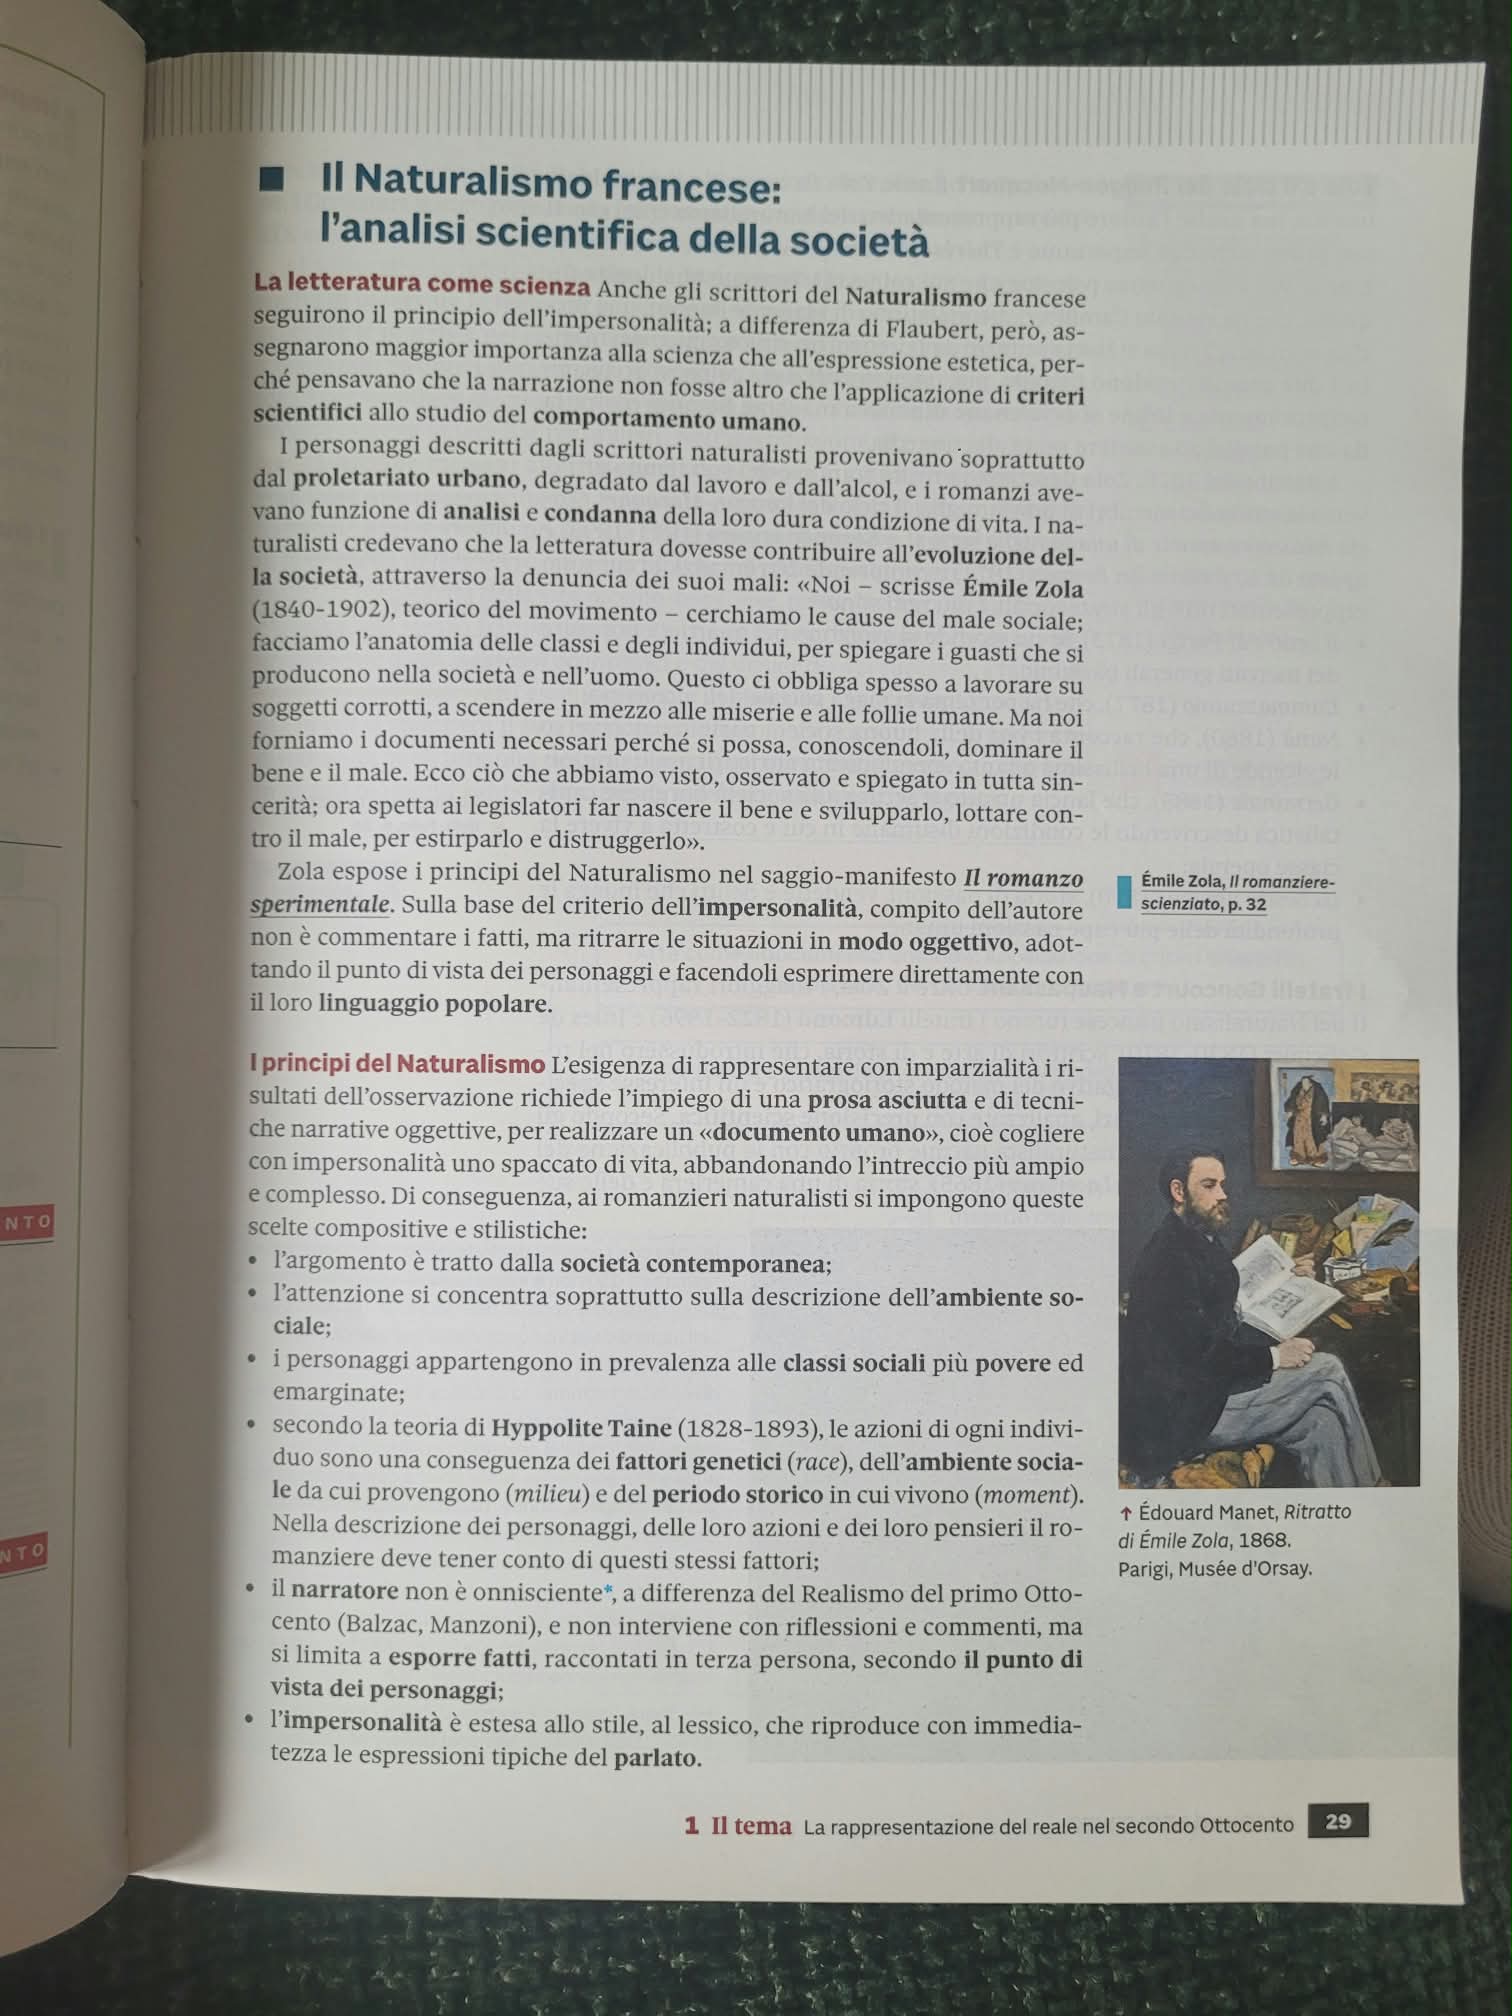 Il Naturalismo francese:
l'analisi scientifica della società
La letteratura come scienza Anche gli scrittori del Naturalismo francese
seguirono il principio dell'impersonalità; a differenza di Flaubert, però, as-
segnarono maggior importanza alla scienza che all'espressione estetica, per-
ché pensavano che la narrazione non fosse altro che l'applicazione di criteri
scientifici allo studio del comportamento umano.
I personaggi descritti dagli scrittori naturalisti provenivano soprattutto
dal proletariato urbano, degradato dal lavoro e dall'alcol, e i romanzi ave-
vano funzione di analisi e condanna della loro dura condizione di vita. I na-
turalisti credevano che la letteratura dovesse contribuire all'evoluzione del-
la società, attraverso la denuncia dei suoi mali: «Noi – scrisse Émile Zola
(1840-1902), teorico del movimento – cerchiamo le cause del male sociale;
facciamo l'anatomia delle classi e degli individui, per spiegare i guasti che si
producono nella società e nell'uomo. Questo ci obbliga spesso a lavorare su
soggetti corrotti, a scendere in mezzo alle miserie e alle follie umane. Ma noi
forniamo i documenti necessari perché si possa, conoscendoli, dominare il
bene e il male. Ecco ciò che abbiamo visto, osservato e spiegato in tutta sin-
cerità; ora spetta ai legislatori far nascere il bene e svilupparlo, lottare con-
tro il male, per estirparlo e distruggerlo».
Zola espose i principi del Naturalismo nel saggio-manifesto Il romanzo
sperimentale. Sulla base del criterio dell'impersonalità, compito dell'autore
non è commentare i fatti, ma ritrarre le situazioni in modo oggettivo, adot-
tando il punto di vista dei personaggi e facendoli esprimere direttamente con
il loro linguaggio popolare.
Émile Zola, Il romanziere-
scienziato, p. 32
I principi del Naturalismo L'esigenza di rappresentare con imparzialità i ri-
sultati dell'osservazione richiede l'impiego di una prosa asciutta e di tecni-
che narrative oggettive, per realizzare un «documento umano», cioè cogliere
con impersonalità uno spaccato di vita, abbandonando l'intreccio più ampio
e complesso. Di conseguenza, ai romanzieri naturalisti si impongono queste
scelte compositive e stilistiche:
• l'argomento è tratto dalla società contemporanea;
• l'attenzione si concentra soprattutto sulla descrizione dell'ambiente so-
ciale;
• i personaggi appartengono in prevalenza alle classi sociali più povere ed
emarginate;
• secondo la teoria di Hyppolite Taine (1828-1893), le azioni di ogni indivi-
duo sono una conseguenza dei fattori genetici (race), dell'ambiente socia-
le da cui provengono (milieu) e del periodo storico in cui vivono (moment).
Nella descrizione dei personaggi, delle loro azioni e dei loro pensieri il ro-
manziere deve tener conto di questi stessi fattori;
• il narratore non è onnisciente*, a differenza del Realismo del primo Otto-
cento (Balzac, Manzoni), e non interviene con riflessioni e commenti, ma
si limita a esporre fatti, raccontati in terza persona, secondo il punto di
vista dei personaggi;
• l'impersonalità è estesa allo stile, al lessico, che riproduce con immedia-
tezza le espressioni tipiche del parlato.
↑ Édouard Manet, Ritratto
di Émile Zola, 1868.
Parigi, Musée d'Orsay.
NTO
NTO
1 Il tema La rappresentazione del reale nel secondo Ottocento 29